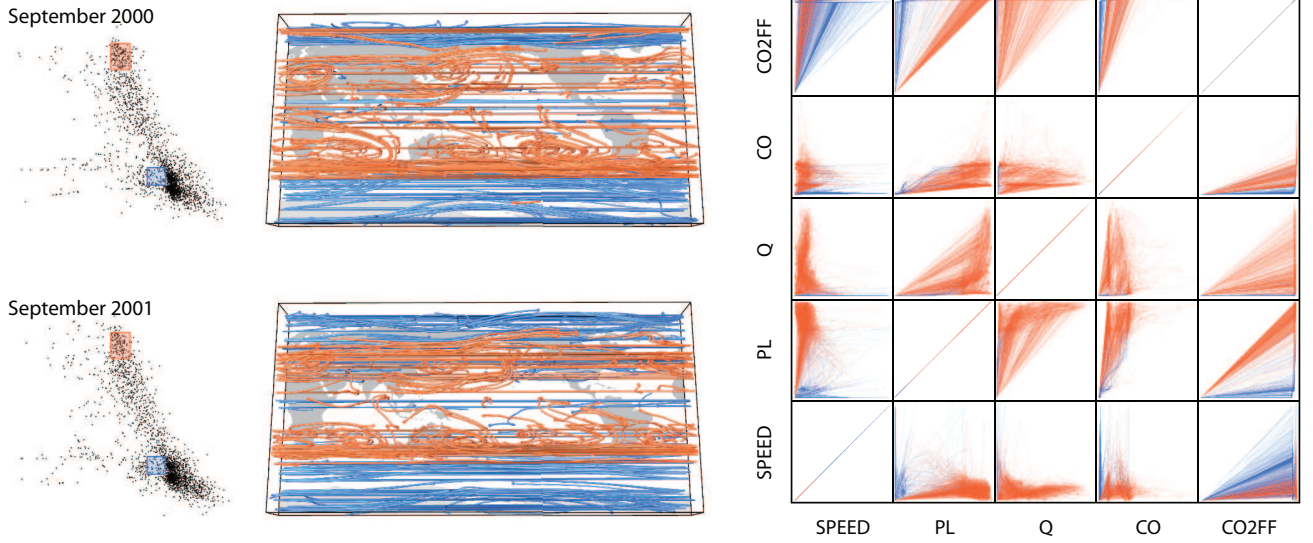 September 2000
September 2001
CO2FF
CO
Q
PL
SPEED
SPEED PL Q CO CO2FF